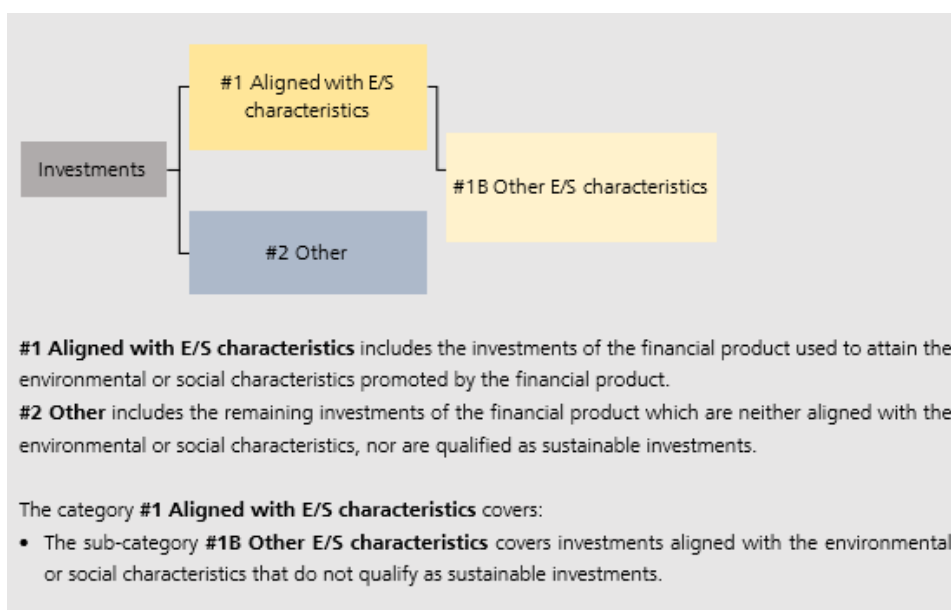 #1 Aligned with E/S
characteristics
Investments
#1B Other E/S characteristics
#2 Other
#1 Aligned with E/S characteristics includes the investments of the financial product used to attain the
environmental or social characteristics promoted by the financial product.
#2 Other includes the remaining investments of the financial product which are neither aligned with the
environmental or social characteristics, nor are qualified as sustainable investments.
The category #1 Aligned with E/S characteristics covers:
• The sub-category #1B Other E/S characteristics covers investments aligned with the environmental
or social characteristics that do not qualify as sustainable investments.